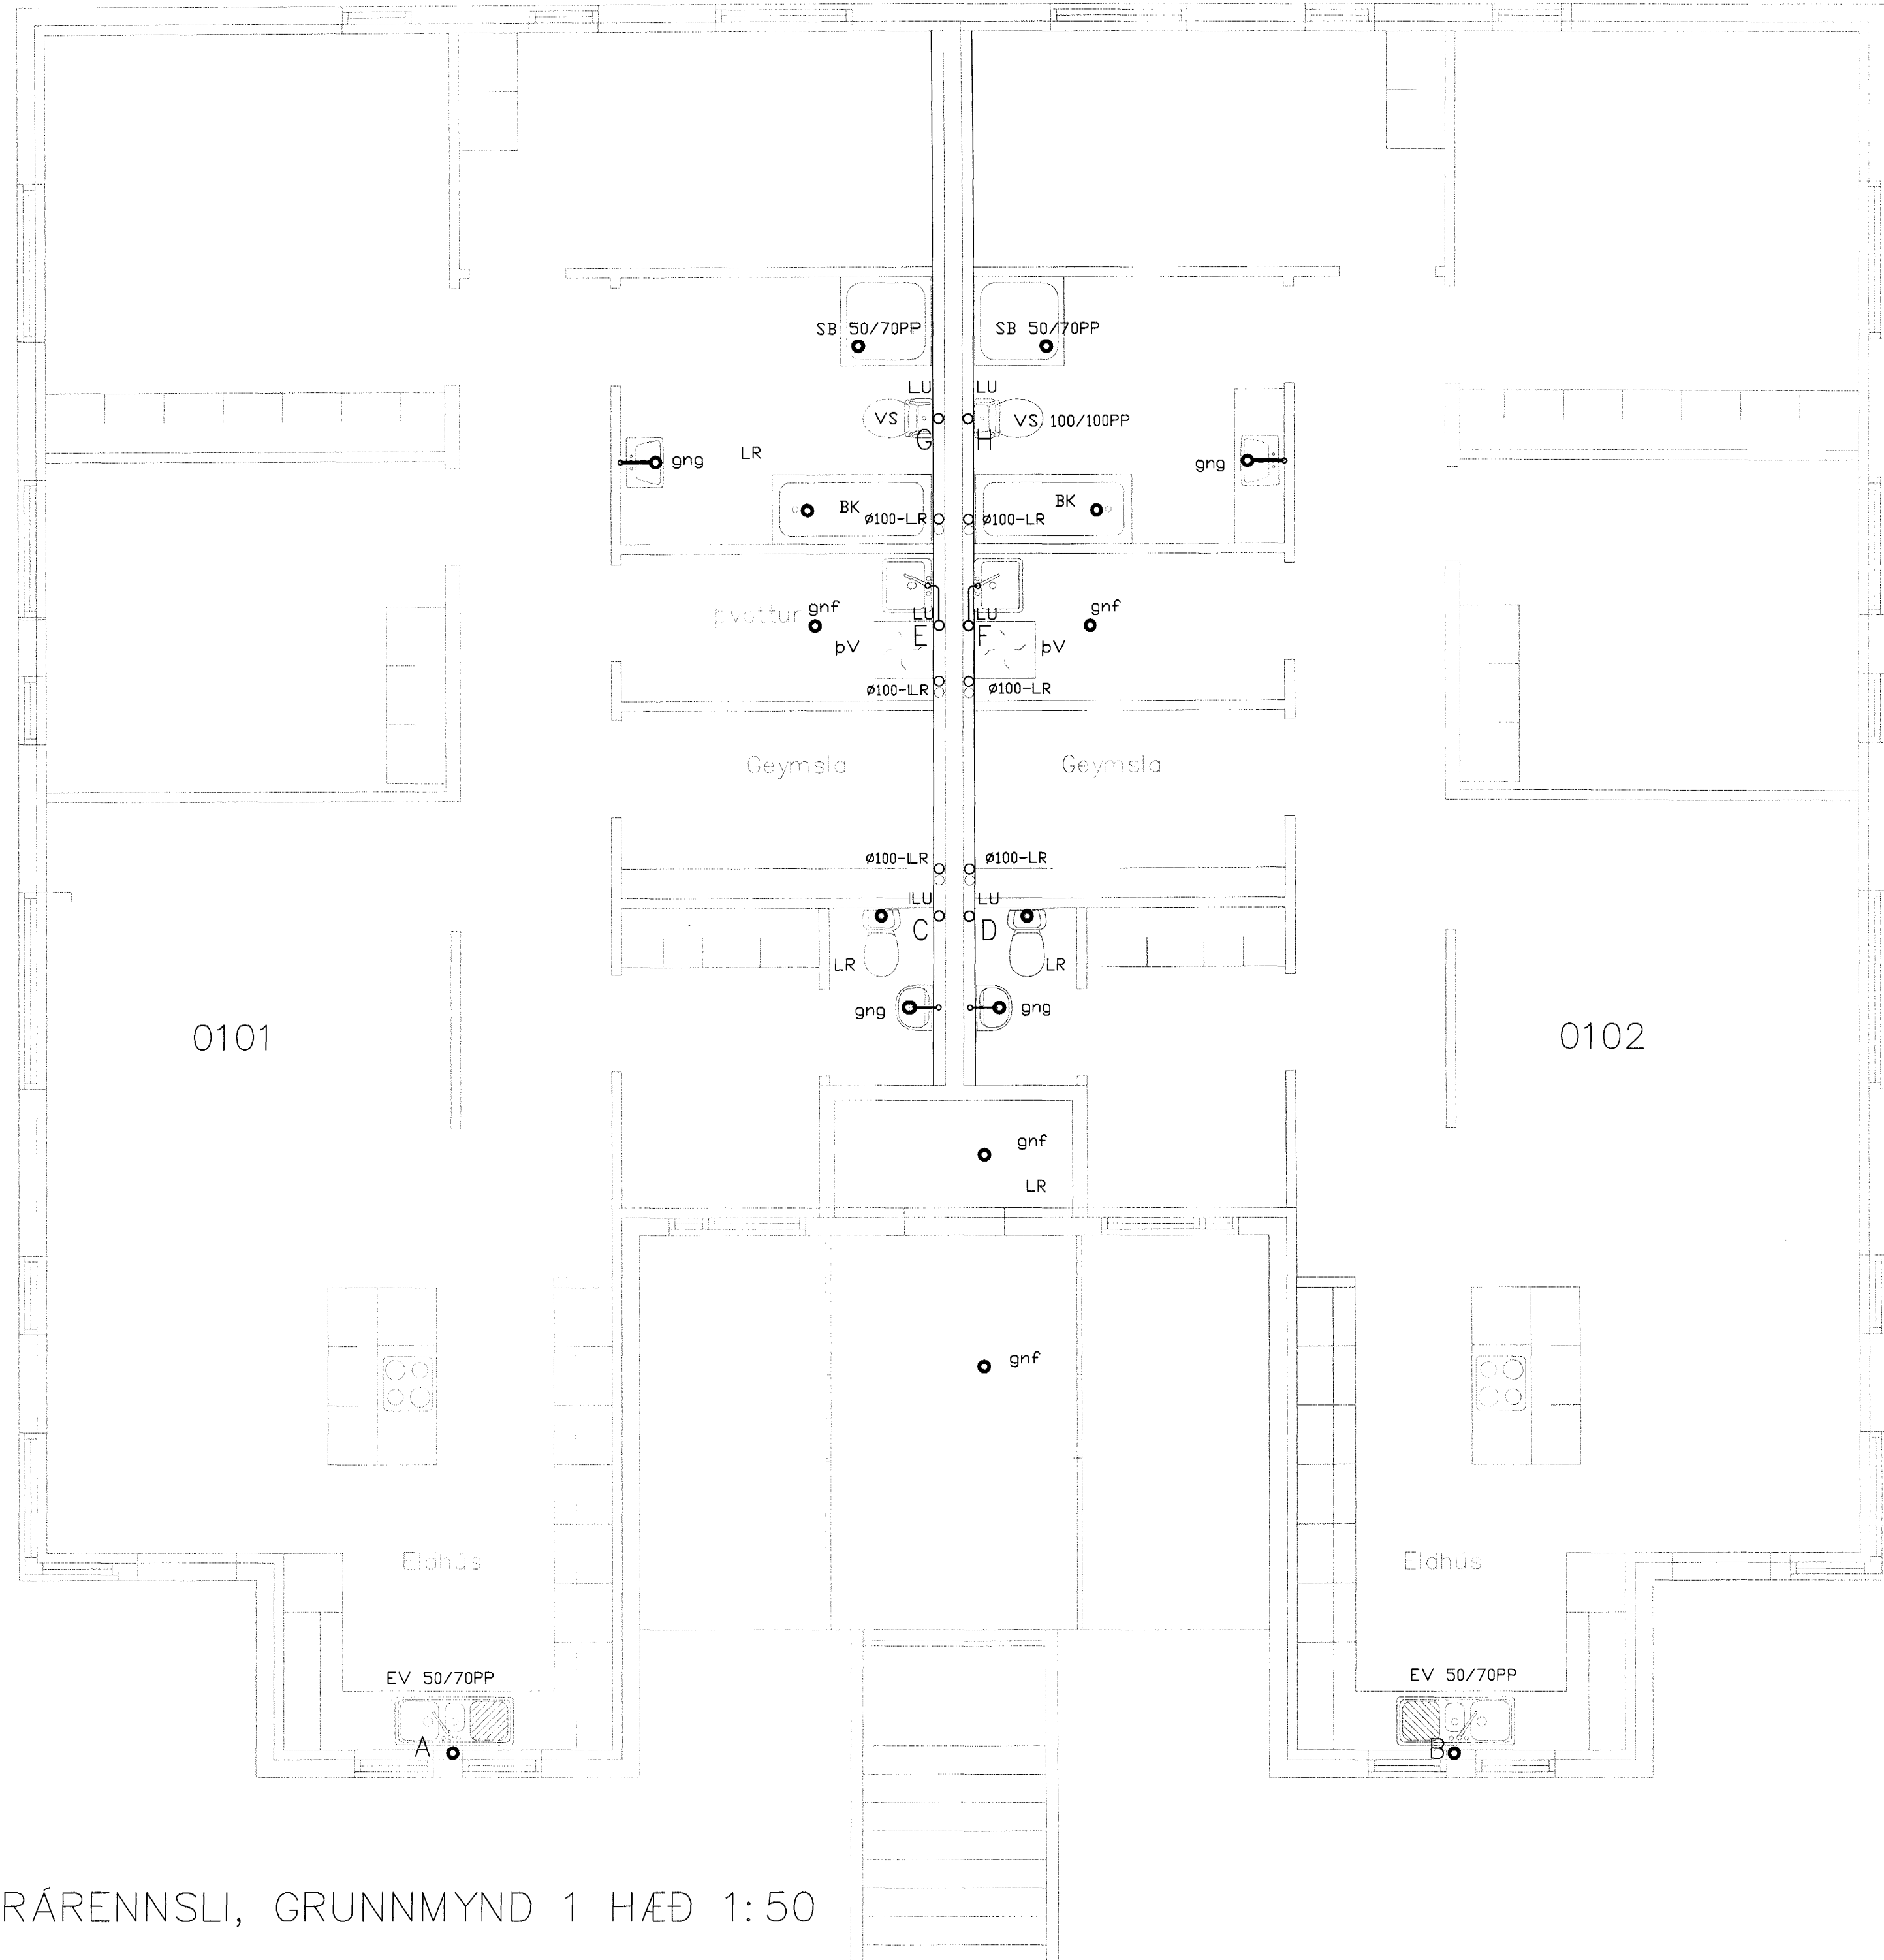 SB 50/70PP SB 50/70PP
LU LU
VS VS 100/100PP
G H
gng LR gng
BK BK
ø100-LR ø100-LR
þvottur gnf gnf
LU LU
E F
þV þV
ø100-LR ø100-LR
Geymsla Geymsla
ø100-LR ø100-LR
LU LU
C D
LR LR
gng gng
0101 0102
gnf
LR
gnf
Eldhús Eldhús
EV 50/70PP EV 50/70PP
A B
RÁRENNSLI, GRUNNMYND 1 HÆÐ 1:50